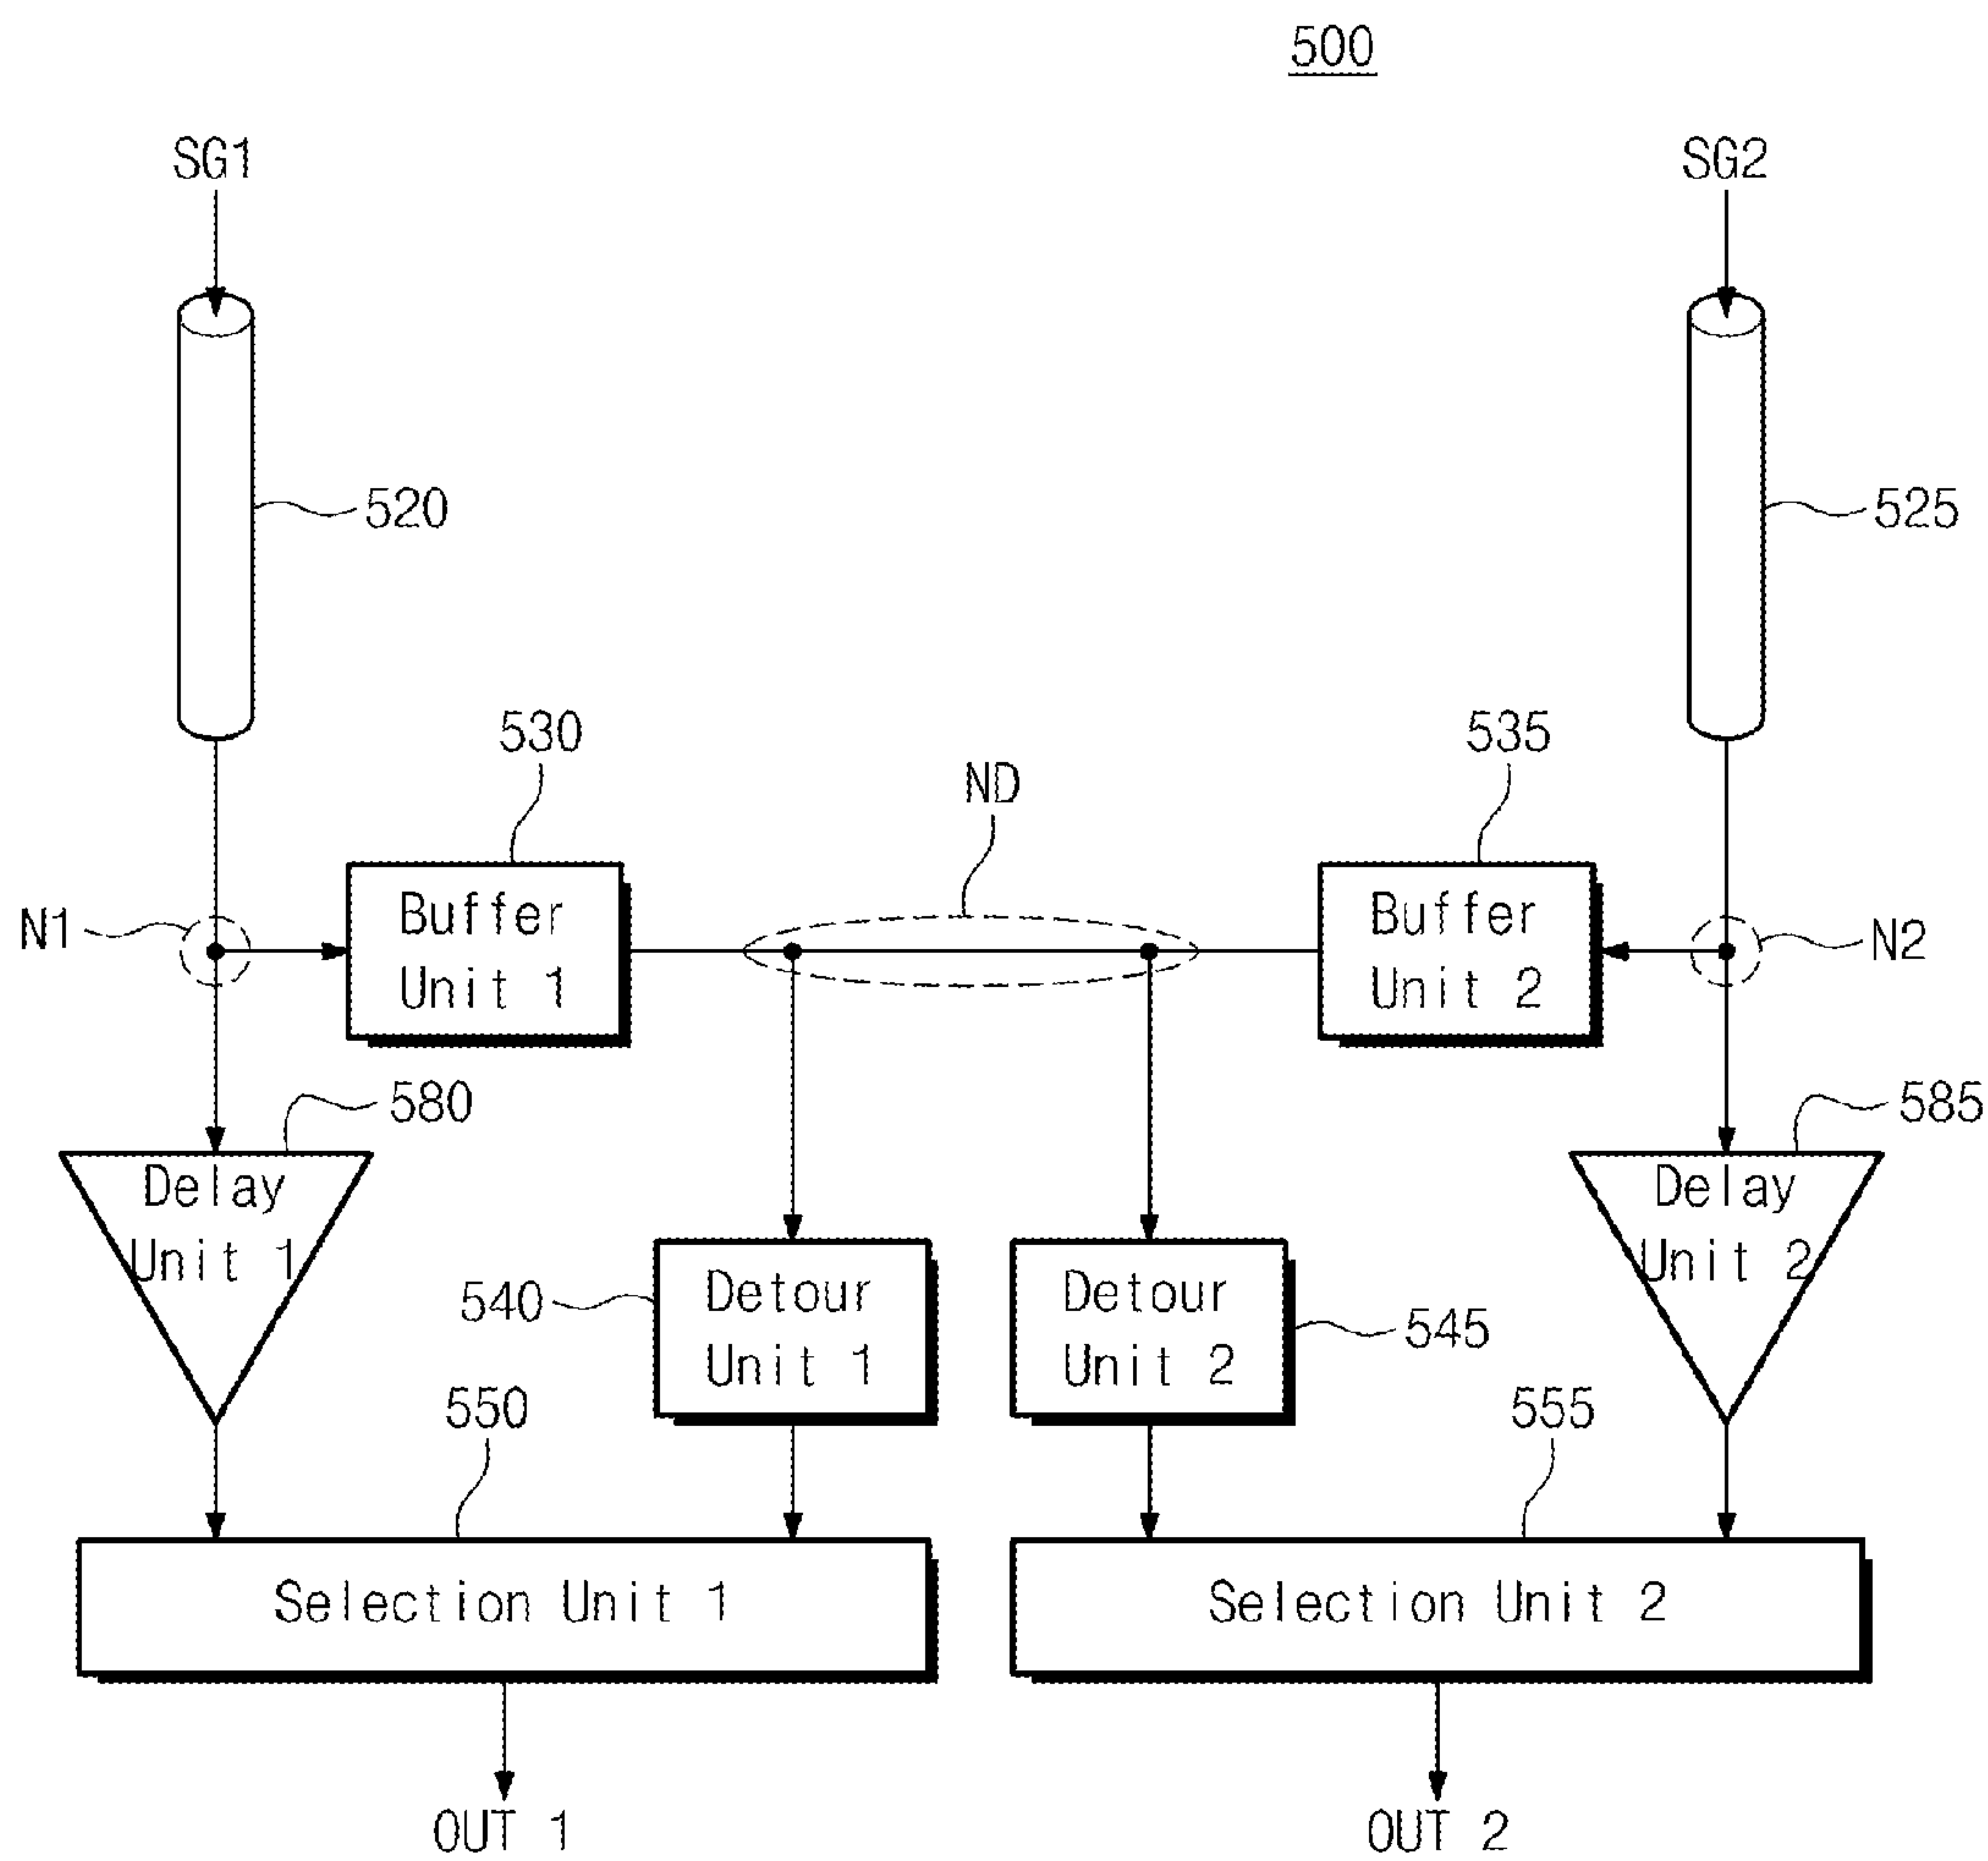 500
SG1
SG2
520
525
530
535
ND
N1
Buffer
Unit 1
Buffer
Unit 2
N2
580
585
Delay
Unit 1
Delay
Unit 2
540
Detour
Unit 1
Detour
Unit 2
545
550
555
Selection Unit 1
Selection Unit 2
OUT 1
OUT 2